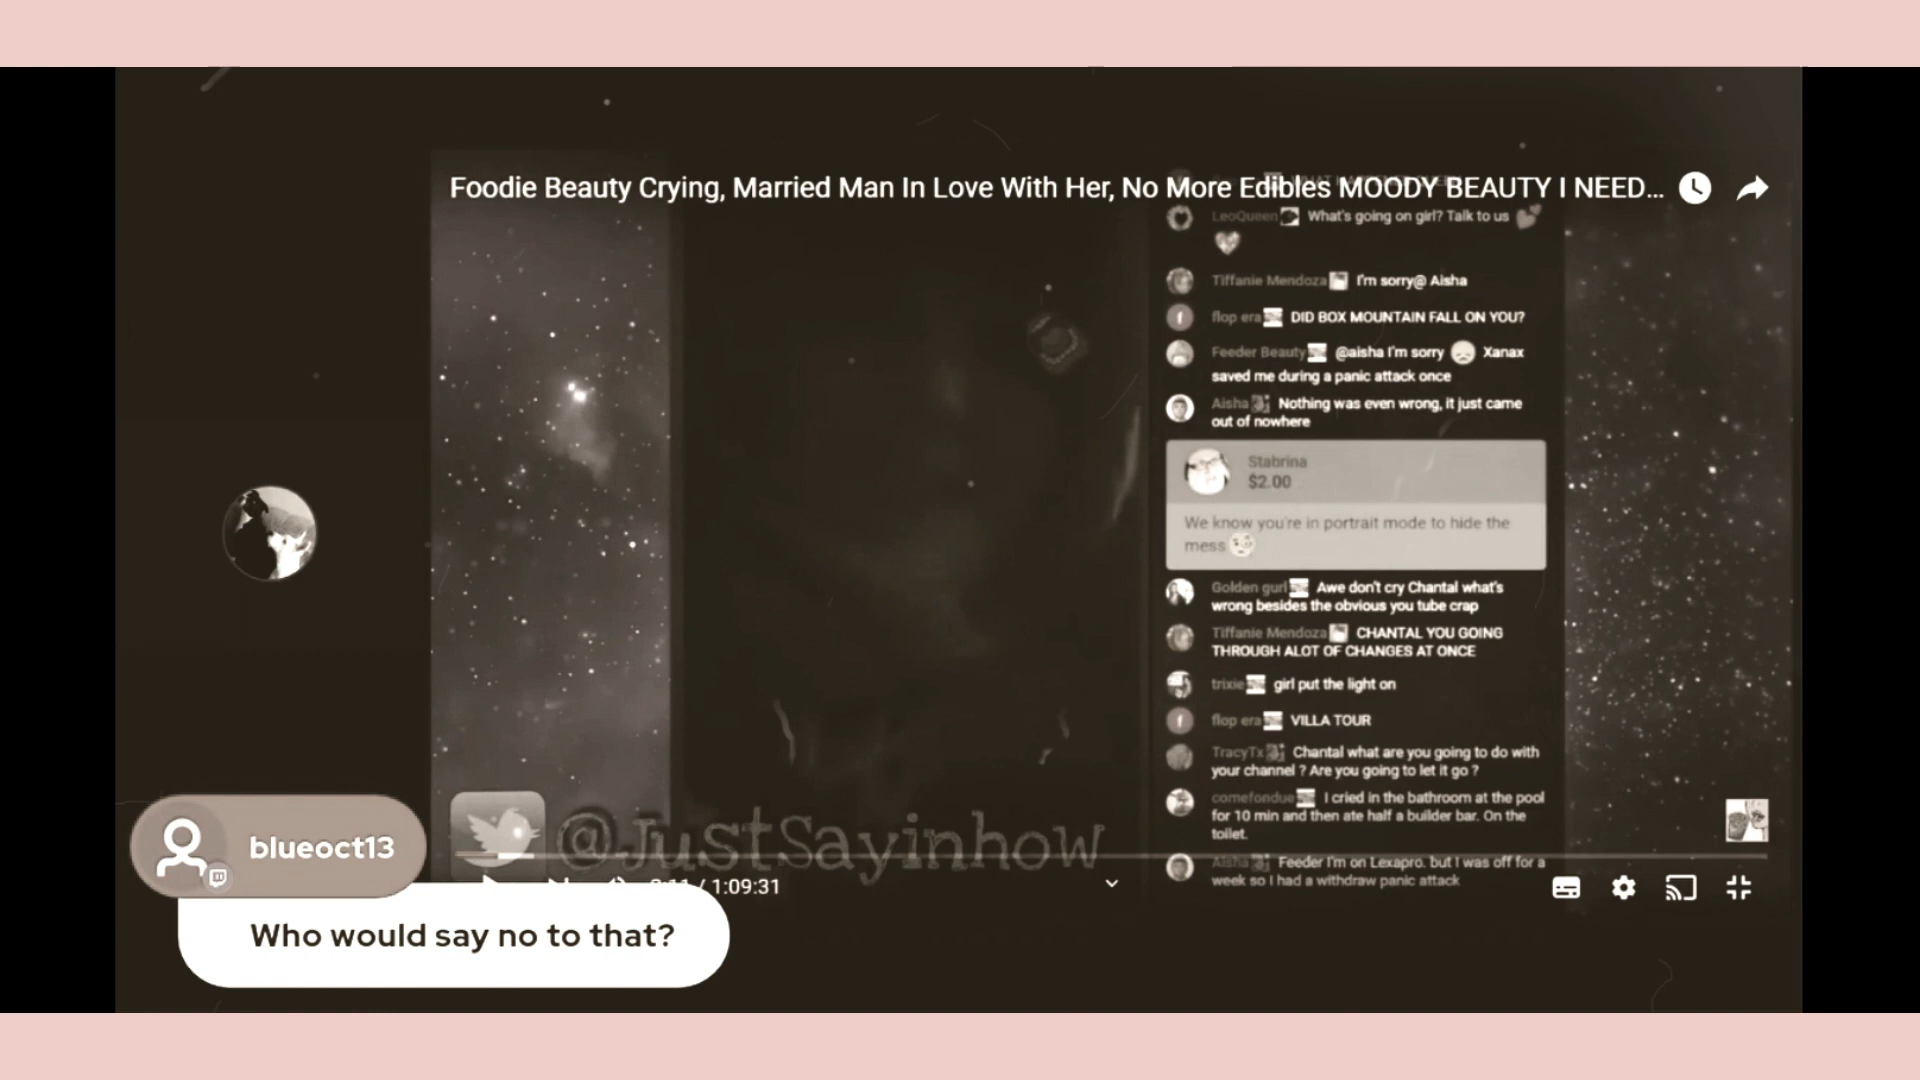 Foodie Beauty Crying, Married Man In Love With Her, No More Edibles MOODY BEAUTY I NEED...
LeoQueen What's going on girl? Talk to us
Tiffanie Mendoza I'm sorry@ Aisha
flop era DID BOX MOUNTAIN FALL ON YOU?
Feeder Beauty @aisha I'm sorry Xanax
saved me during a panic attack once
Aisha Nothing was even wrong, it just came
out of nowhere
Stabrina
$2.00
We know you're in portrait mode to hide the
mess
Golden gurl Awe don't cry Chantal what's
wrong besides the obvious you tube crap
Tiffanie Mendoza CHANTAL YOU GOING
THROUGH ALOT OF CHANGES AT ONCE
trixie girl put the light on
flop era VILLA TOUR
TracyTx Chantal what are you going to do with
your channel ? Are you going to let it go ?
comefondue I cried in the bathroom at the pool
for 10 min and then ate half a builder bar. On the
toilet.
Aisha Feeder I'm on Lexapro. but I was off for a
week so I had a withdraw panic attack
@JustSayinhow
/ 1:09:31
blueoct13
Who would say no to that?